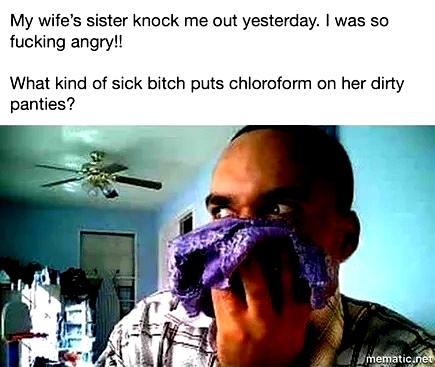 My wife's sister knock me out yesterday. I was so
fucking angry!!
What kind of sick bitch puts chloroform on her dirty
panties?
mematic.net